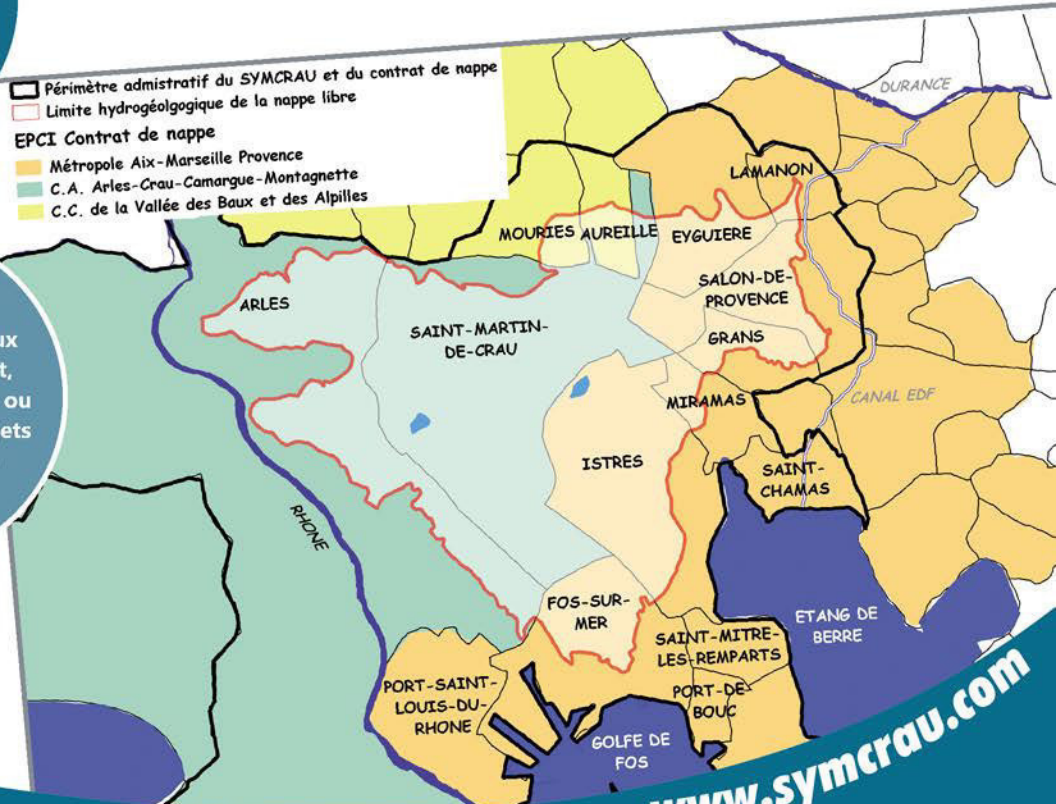 Périmètre admistratif du SYMCRAU et du contrat de nappe
Limite hydrogéolgogique de la nappe libre
EPCI Contrat de nappe
Métropole Aix-Marseille Provence
C.A. Arles-Crau-Camargue-Montagnette
C.C. de la Vallée des Baux et des Alpilles
DURANCE
LAMANON
MOURIES
AUREILLE
EYGUIERE
ARLES
SALON-DE-
PROVENCE
SAINT-MARTIN-
DE-CRAU
GRANS
MIRAMAS
CANAL EDF
ou
ISTRES
SAINT-
CHAMAS
RHONE
FOS-SUR-
MER
ETANG DE
BERRE
SAINT-MITRE-
LES-REMPARTS
PORT-SAINT-
LOUIS-DU-
RHONE
PORT-DE-
BOUC
GOLFE DE
FOS
www.symcrau.com